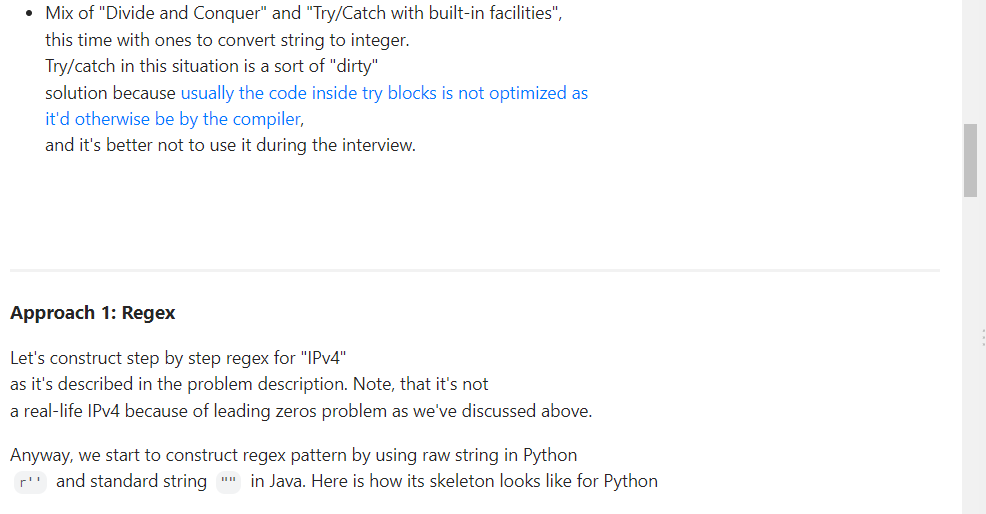 • Mix of "Divide and Conquer" and "Try/Catch with built-in facilities",
this time with ones to convert string to integer.
Try/catch in this situation is a sort of "dirty"
solution because usually the code inside try blocks is not optimized as
it'd otherwise be by the compiler,
and it's better not to use it during the interview.
Approach 1: Regex
Let's construct step by step regex for "IPv4"
as it's described in the problem description. Note, that it's not
a real-life IPv4 because of leading zeros problem as we've discussed above.
Anyway, we start to construct regex pattern by using raw string in Python
r'' and standard string "" in Java. Here is how its skeleton looks like for Python